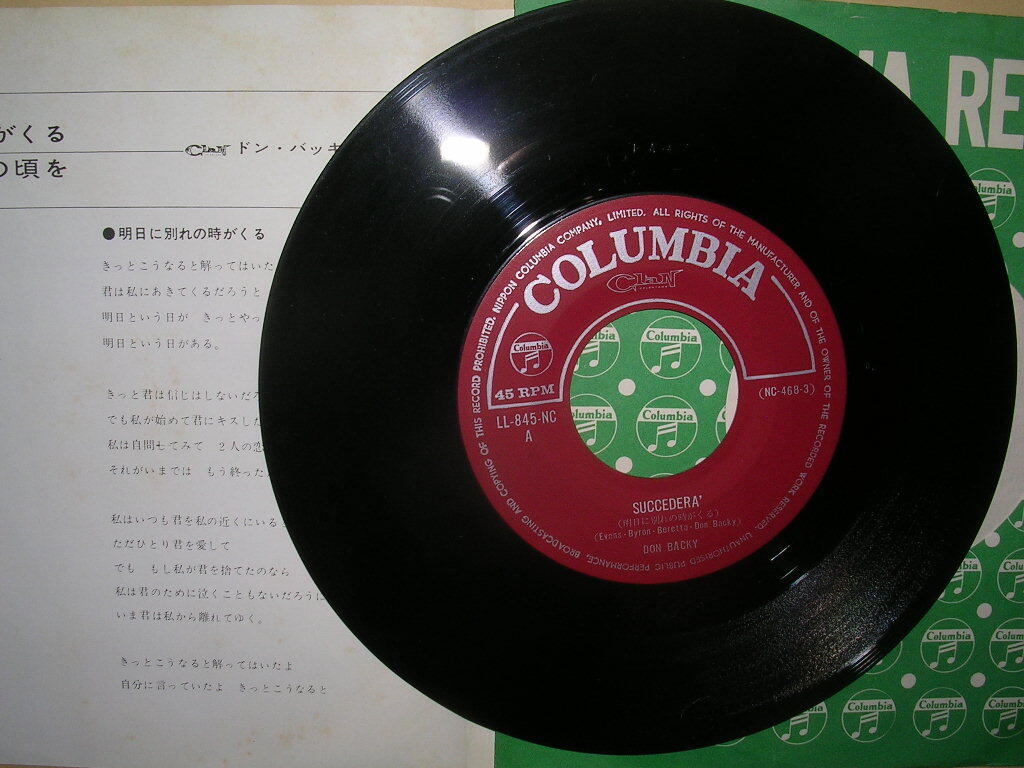 がくる
の頃を
CLAN ドン・バッキ
●明日に別れの時がくる
きっとこうなると解ってはいた
君は私にあきてくるだろうと
明日という日が きっとやっ
明日という日がある。
きっと君は信じはしないだろ
でも私が始めて君にキスした
私は自問してみて 2人の恋
それがいまでは もう終った
私はいつも君を私の近くにいる
ただひとり君を愛して
でも もし私が君を捨てたのなら
私は君のために泣くこともないだろうに
いま君は私から離れてゆく。
きっとこうなると解ってはいたよ
自分に言っていたよ きっとこうなると
NIPPON COLUMBIA COMPANY, LIMITED. ALL RIGHTS OF THE MANUFACTURER AND OF THE OWNER OF THE RECORDED WORK RESERVED. UNAUTHORISED PUBLIC PERFORMANCE, BROADCASTING AND COPYING OF THIS RECORD PROHIBITED.
COLUMBIA
CLAN
Columbia
45 RPM
LL-845-NC
A
(NC-468-3)
SUCCEDERA'
(明日に別れの時がくる)
(Evens・Byron・Beretta・Don Backy)
DON BACKY
IA RE
Columbia
Columbia
Columbia
Columbia
Columbia
Columbia
Columbia